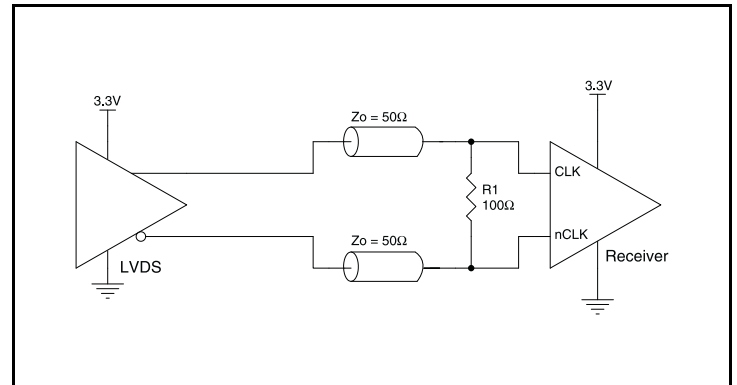 3.3V
3.3V
Zo = 50Ω
CLK
R1
100Ω
nCLK
Zo = 50Ω
LVDS
Receiver